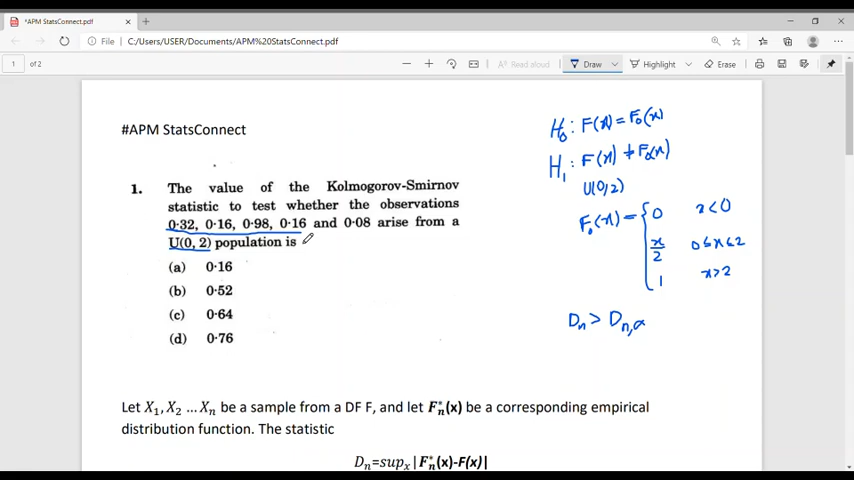 *APM StatsConnect.pdf
File
C:/Users/USER/Documents/APM%20StatsConnect.pdf
1
of 2
Read aloud
Draw
Highlight
Erase
#APM StatsConnect
1. The value of the Kolmogorov-Smirnov
statistic to test whether the observations
0·32, 0·16, 0·98, 0·16 and 0·08 arise from a
U(0, 2) population is
(a) 0·16
(b) 0·52
(c) 0·64
(d) 0·76
H₀: F(x) = F₀(x)
H₁: F(x) ≠ F₀(x)
U(0,2)
F₀(x) = { 0 x<0
x/2 0≤x≤2
1 x>2
Dn > Dn,α
Let X₁, X₂ ... Xₙ be a sample from a DF F, and let Fₙ*(x) be a corresponding empirical
distribution function. The statistic
Dₙ=supₓ|Fₙ*(x)-F(x)|